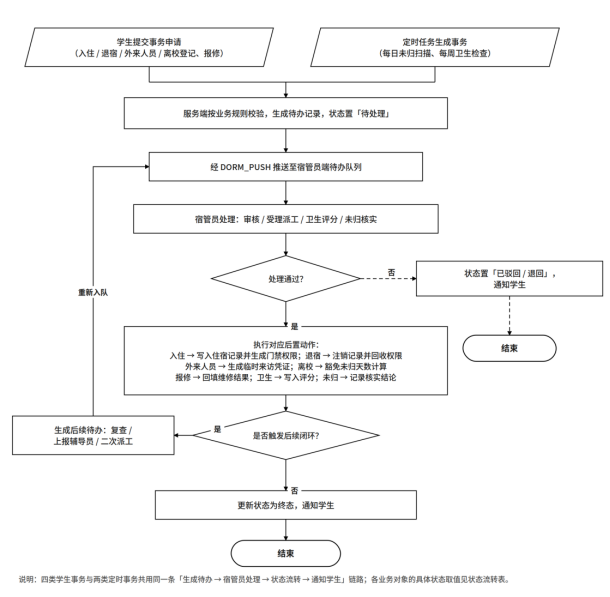 学生提交事务申请
（入住 / 退宿 / 外来人员 / 离校登记、报修）
定时任务生成事务
（每日未归扫描、每周卫生检查）
服务端按业务规则校验，生成待办记录，状态置「待处理」
经 DORM_PUSH 推送至宿管员端待办队列
宿管员处理：审核 / 受理派工 / 卫生评分 / 未归核实
处理通过？
否
状态置「已驳回 / 退回」，
通知学生
重新入队
结束
是
执行对应后置动作：
入住 → 写入住宿记录并生成门禁权限；退宿 → 注销记录并回收权限
外来人员 → 生成临时来访凭证；离校 → 豁免未归天数计算
报修 → 回填维修结果；卫生 → 写入评分；未归 → 记录核实结论
是否触发后续闭环？
是
生成后续待办：复查 /
上报辅导员 / 二次派工
否
更新状态为终态，通知学生
结束
说明：四类学生事务与两类定时事务共用同一条「生成待办 → 宿管员处理 → 状态流转 → 通知学生」链路；各业务对象的具体状态取值见状态流转表。